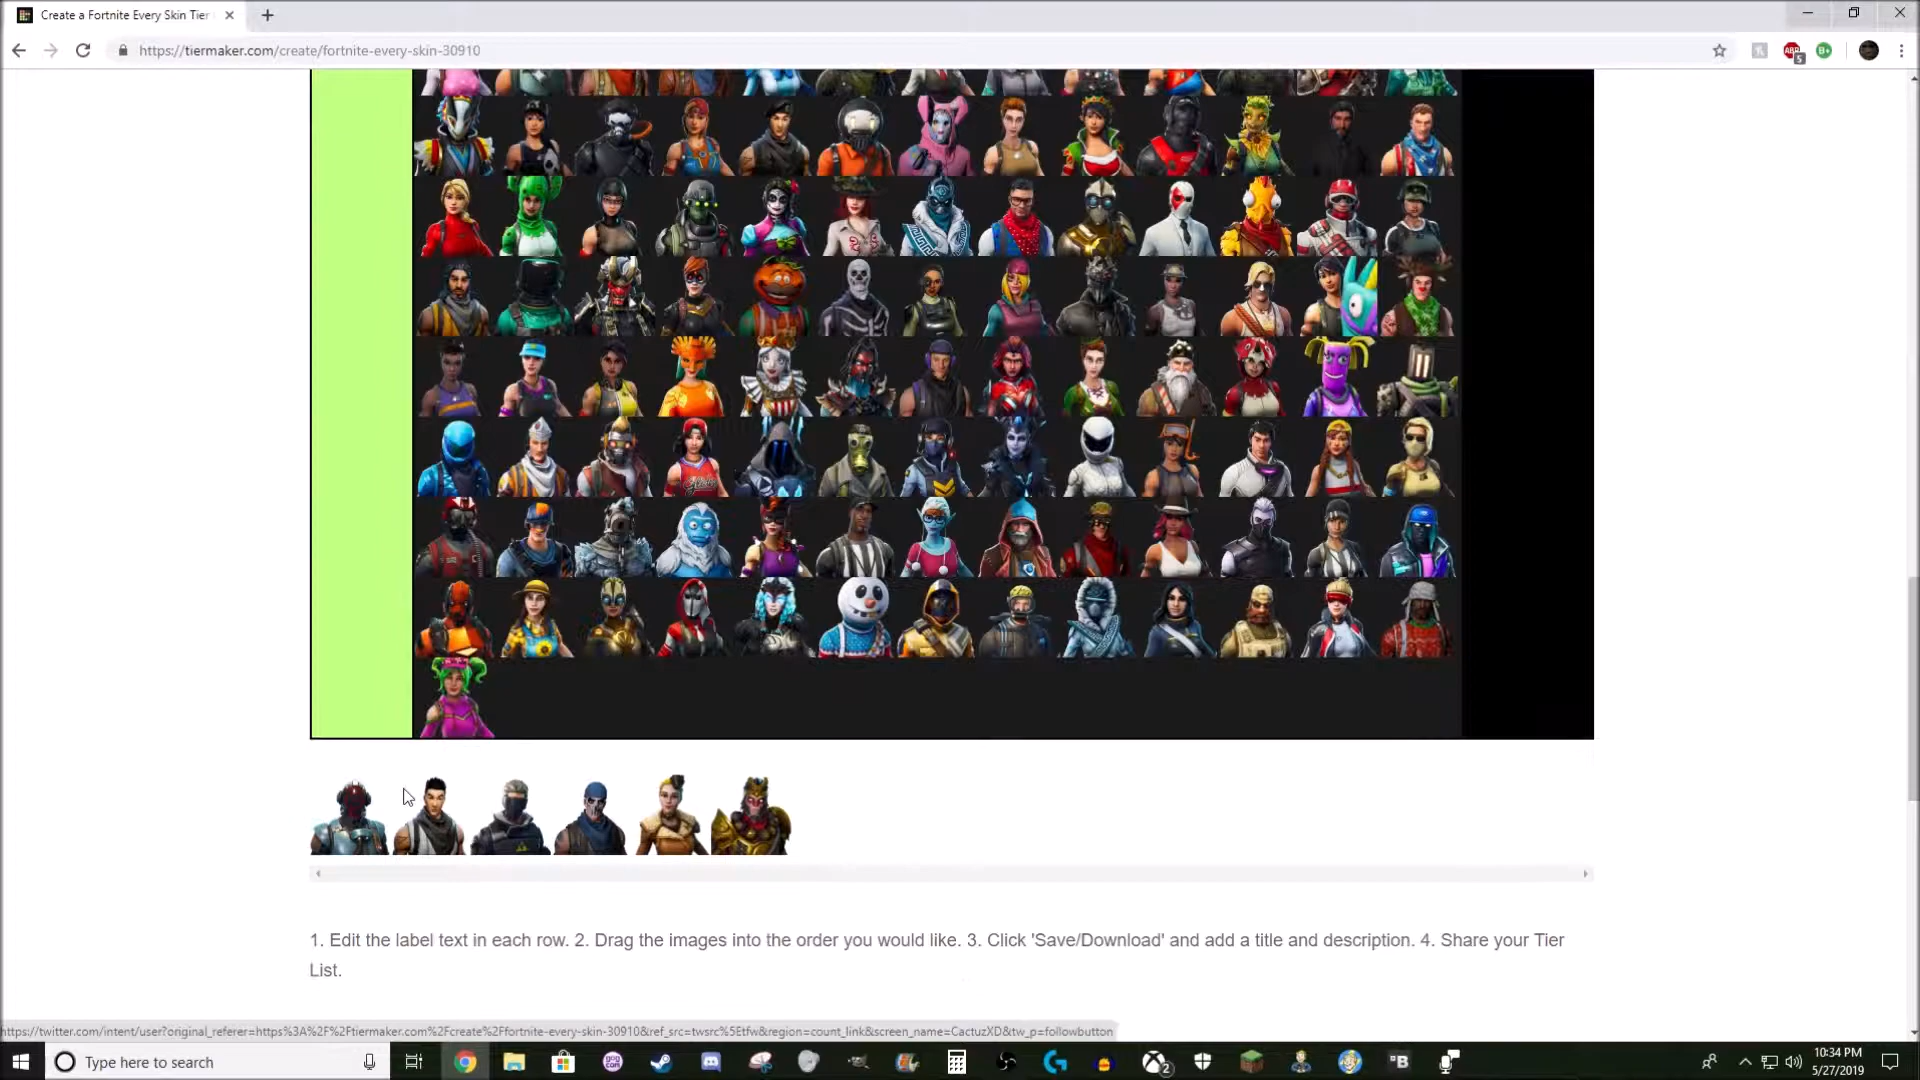 Create a Fortnite Every Skin Tier
https://tiermaker.com/create/fortnite-every-skin-30910
ABP
5
B+
1. Edit the label text in each row. 2. Drag the images into the order you would like. 3. Click 'Save/Download' and add a title and description. 4. Share your Tier
List.
https://twitter.com/intent/user?original_referer=https%3A%2F%2Ftiermaker.com%2Fcreate%2Ffortnite-every-skin-30910&ref_src=twsrc%5Etfw&region=count_link&screen_name=CactuzXD&tw_p=followbutton
Type here to search
2
B
10:34 PM
5/27/2019